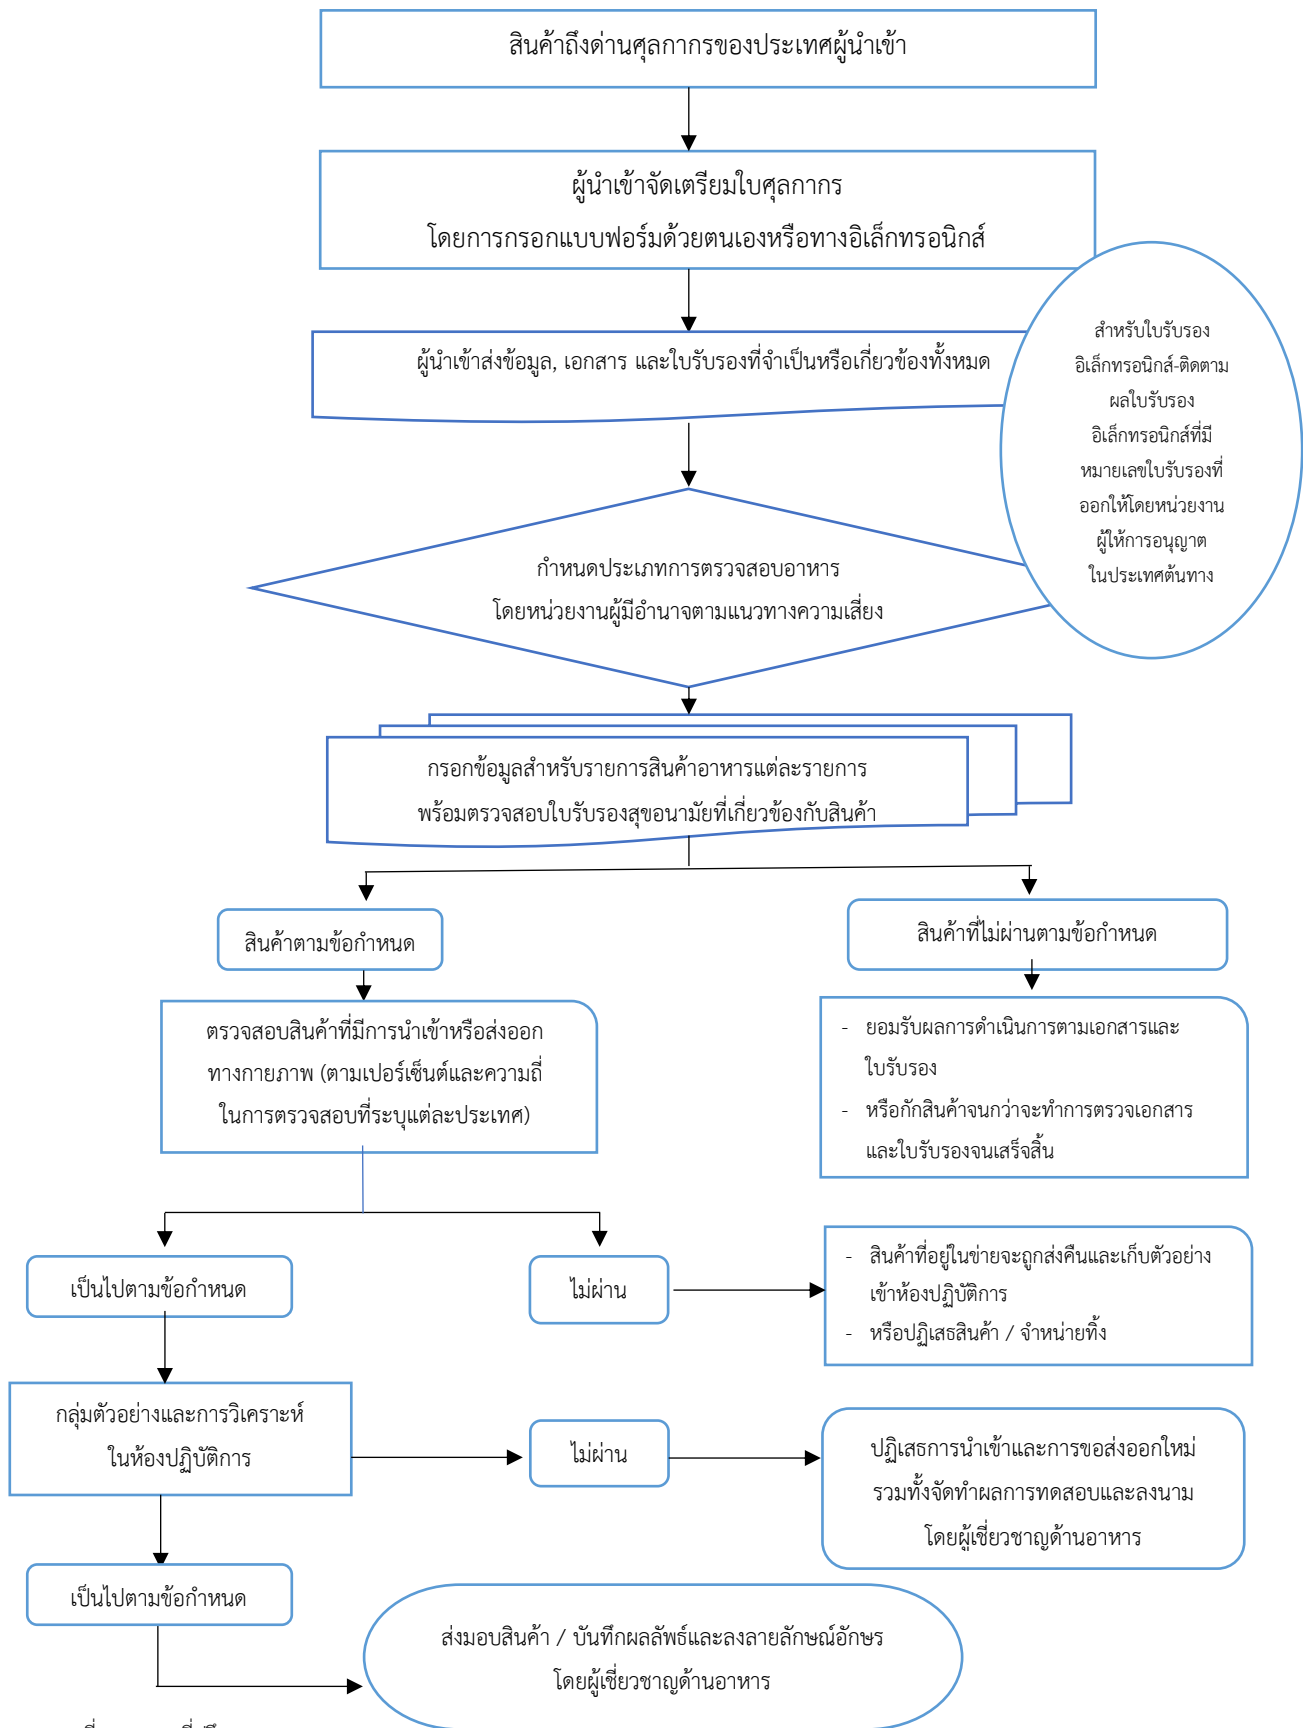 สินค้าถึงด่านศุลกากรของประเทศผู้นำเข้า
ผู้นำเข้าจัดเตรียมใบศุลกากร
โดยการกรอกแบบฟอร์มด้วยตนเองหรือทางอิเล็กทรอนิกส์
ผู้นำเข้าส่งข้อมูล, เอกสาร และใบรับรองที่จำเป็นหรือเกี่ยวข้องทั้งหมด
สำหรับใบรับรอง
อิเล็กทรอนิกส์-ติดตาม
ผลใบรับรอง
อิเล็กทรอนิกส์ที่มี
หมายเลขใบรับรองที่
ออกให้โดยหน่วยงาน
ผู้ให้การอนุญาต
ในประเทศต้นทาง
กำหนดประเภทการตรวจสอบอาหาร
โดยหน่วยงานผู้มีอำนาจตามแนวทางความเสี่ยง
กรอกข้อมูลสำหรับรายการสินค้าอาหารแต่ละรายการ
พร้อมตรวจสอบใบรับรองสุขอนามัยที่เกี่ยวข้องกับสินค้า
สินค้าตามข้อกำหนด
สินค้าที่ไม่ผ่านตามข้อกำหนด
ตรวจสอบสินค้าที่มีการนำเข้าหรือส่งออก
ทางกายภาพ (ตามเปอร์เซ็นต์และความถี่
ในการตรวจสอบที่ระบุแต่ละประเทศ)
- ยอมรับผลการดำเนินการตามเอกสารและ
ใบรับรอง
- หรือกักสินค้าจนกว่าจะทำการตรวจเอกสาร
และใบรับรองจนเสร็จสิ้น
เป็นไปตามข้อกำหนด
ไม่ผ่าน
- สินค้าที่อยู่ในข่ายจะถูกส่งคืนและเก็บตัวอย่าง
เข้าห้องปฏิบัติการ
- หรือปฏิเสธสินค้า / จำหน่ายทิ้ง
กลุ่มตัวอย่างและการวิเคราะห์
ในห้องปฏิบัติการ
ไม่ผ่าน
ปฏิเสธการนำเข้าและการขอส่งออกใหม่
รวมทั้งจัดทำผลการทดสอบและลงนาม
โดยผู้เชี่ยวชาญด้านอาหาร
เป็นไปตามข้อกำหนด
ส่งมอบสินค้า / บันทึกผลลัพธ์และลงลายลักษณ์อักษร
โดยผู้เชี่ยวชาญด้านอาหาร